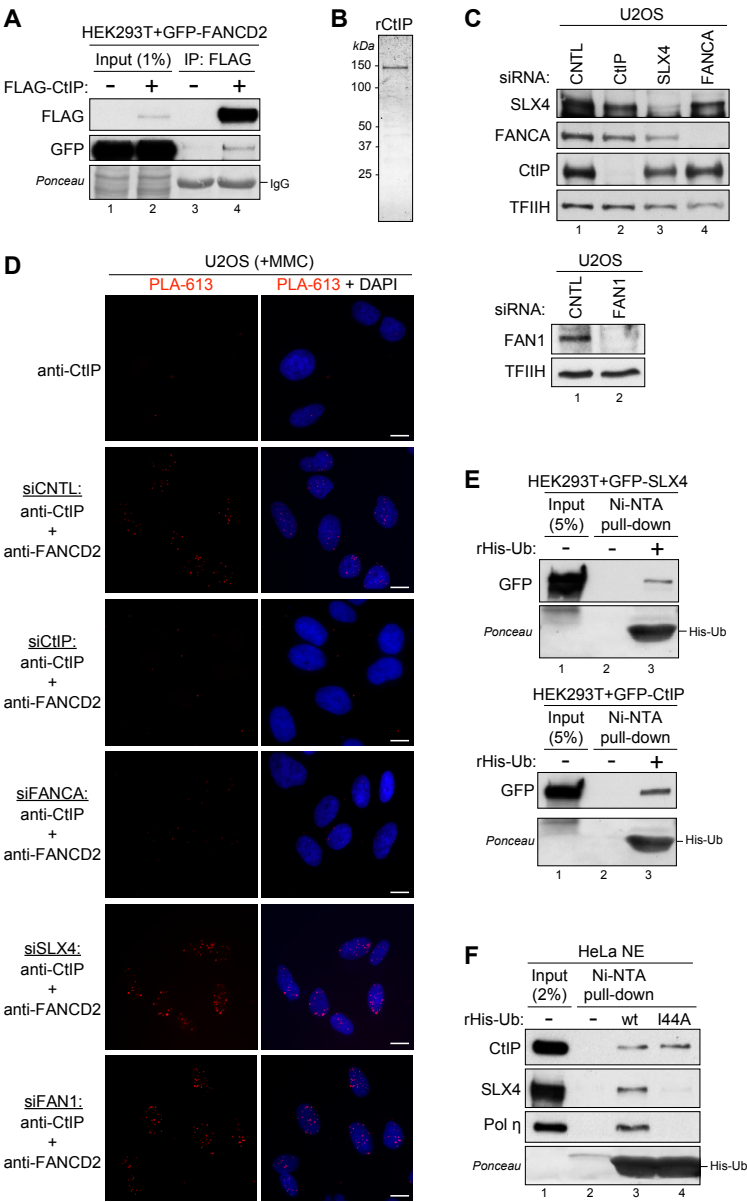 A
HEK293T+GFP-FANCD2
Input (1%) IP: FLAG
FLAG-CtIP: - + - +
FLAG
GFP
Ponceau
IgG
1 2 3 4
B
rCtIP
kDa
150
100
50
37
25
C
U2OS
siRNA: CNTL CtIP SLX4 FANCA
SLX4
FANCA
CtIP
TFIIH
1 2 3 4
U2OS
siRNA: CNTL FAN1
FAN1
TFIIH
1 2
D
U2OS (+MMC)
PLA-613 PLA-613 + DAPI
anti-CtIP
siCNTL:
anti-CtIP
+
anti-FANCD2
siCtIP:
anti-CtIP
+
anti-FANCD2
siFANCA:
anti-CtIP
+
anti-FANCD2
siSLX4:
anti-CtIP
+
anti-FANCD2
siFAN1:
anti-CtIP
+
anti-FANCD2
E
HEK293T+GFP-SLX4
Input Ni-NTA
(5%) pull-down
rHis-Ub: - - +
GFP
Ponceau
His-Ub
1 2 3
HEK293T+GFP-CtIP
Input Ni-NTA
(5%) pull-down
rHis-Ub: - - +
GFP
Ponceau
His-Ub
1 2 3
F
HeLa NE
Input Ni-NTA
(2%) pull-down
rHis-Ub: - - wt I44A
CtIP
SLX4
Pol η
Ponceau
His-Ub
1 2 3 4